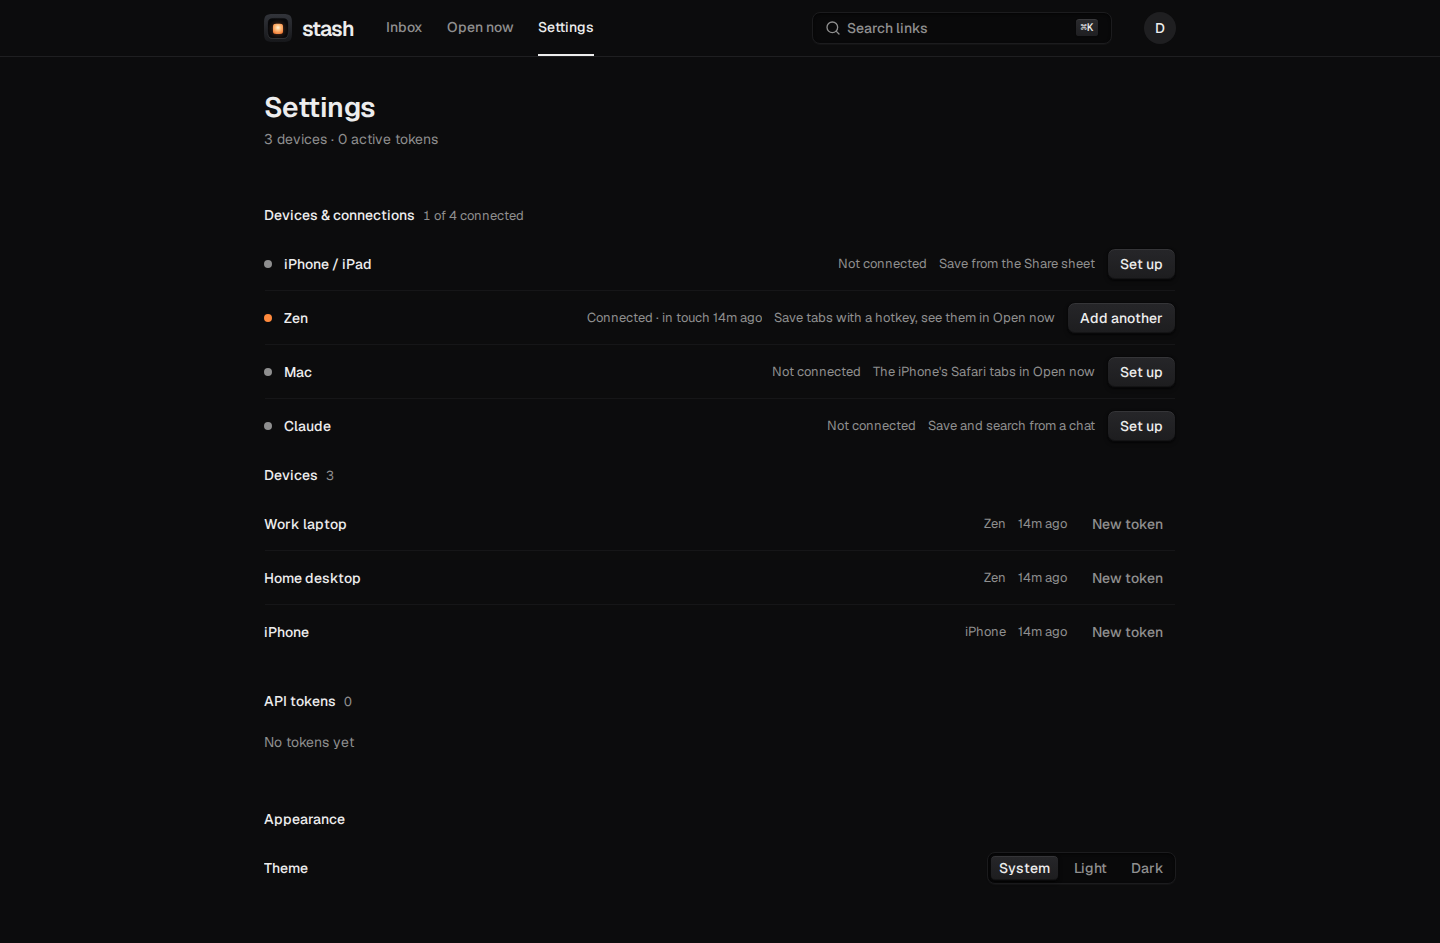 stash Inbox Open now Settings Search links ⌘K D
Settings
3 devices · 0 active tokens
Devices & connections 1 of 4 connected
iPhone / iPad Not connected Save from the Share sheet Set up
Zen Connected · in touch 14m ago Save tabs with a hotkey, see them in Open now Add another
Mac Not connected The iPhone's Safari tabs in Open now Set up
Claude Not connected Save and search from a chat Set up
Devices 3
Work laptop Zen 14m ago New token
Home desktop Zen 14m ago New token
iPhone iPhone 14m ago New token
API tokens 0
No tokens yet
Appearance
Theme System Light Dark